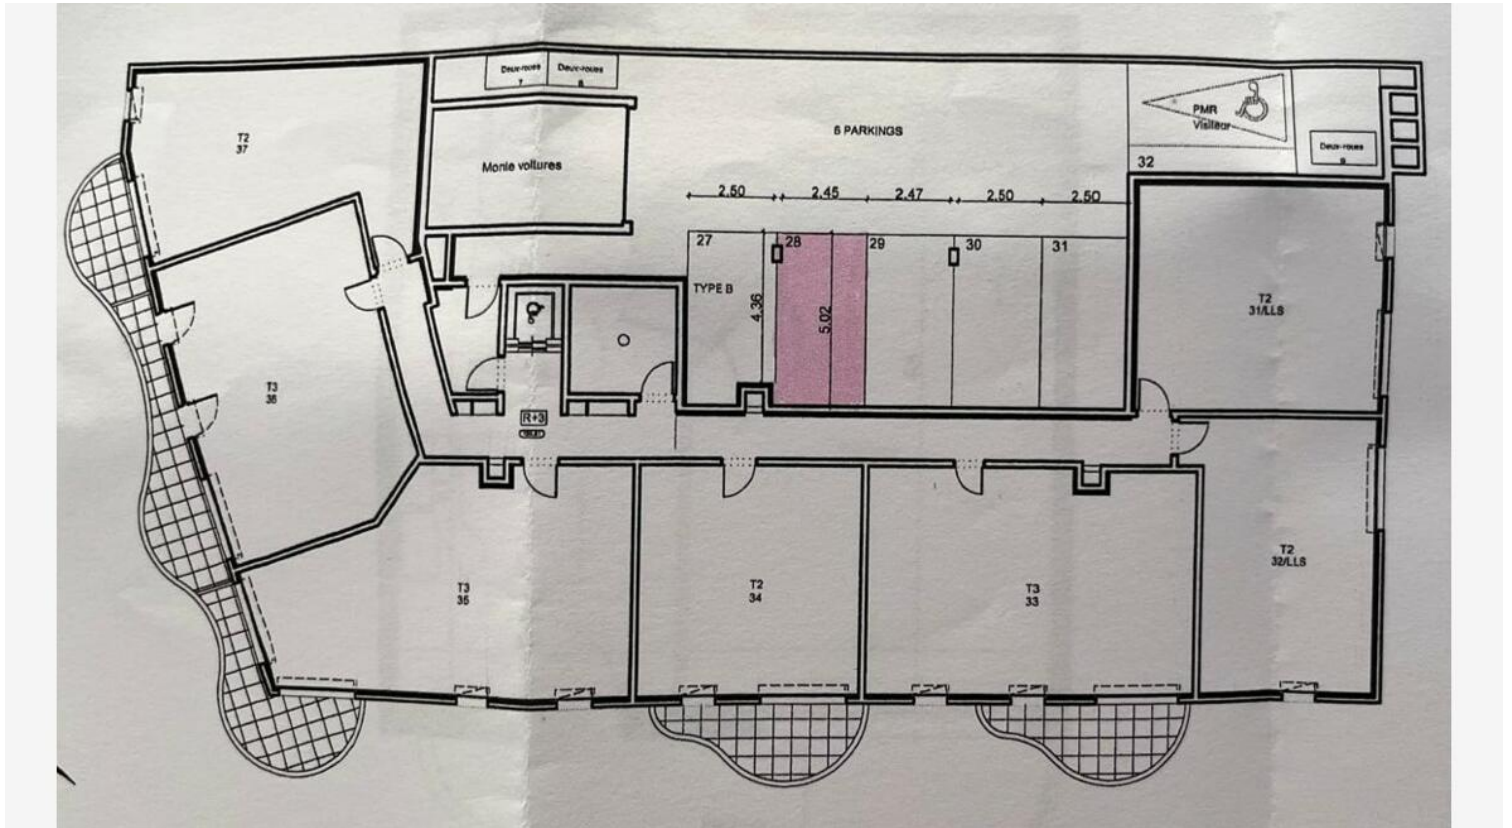 Deux-roues
7
Deux-roues
8
T2
37
Monte voitures
6 PARKINGS
PMR
Visiteur
Deux-roues
9
32
2.50
2.45
2.47
2.50
2.50
27
28
29
30
31
TYPE B
4.36
5.02
T2
31/LLS
T3
36
R+3
T3
35
T2
34
T3
33
T2
32/LLS